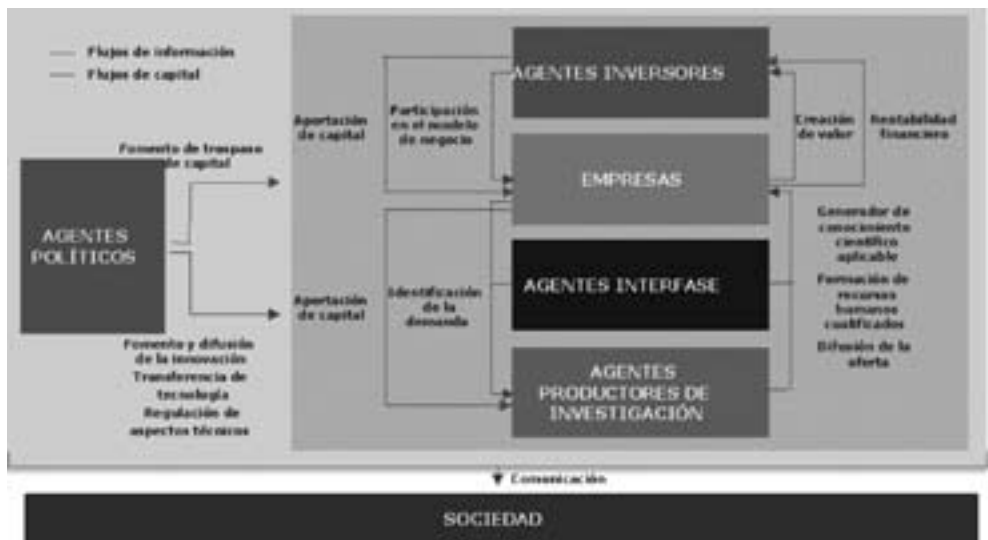 Flujos de información
Flujos de capital
AGENTES INVERSORES
Aportación
de capital
Participación
en el modelo
de negocio
Creación
de valor
Rentabilidad
financiero
Fomento de traspaso
de capital
EMPRESAS
AGENTES
POLÍTICOS
Generador de
conocimiento
científico
aplicable
Aportación
de capital
Identificación
de la
demanda
AGENTES INTERFASE
Formación de
recursos
humanos
cualificados
Fomento y difusión
de la innovación
Transferencia de
tecnología
Regulación de
aspectos técnicos
Difusión de la
oferta
AGENTES
PRODUCTORES DE
INVESTIGACIÓN
Comunicación
SOCIEDAD